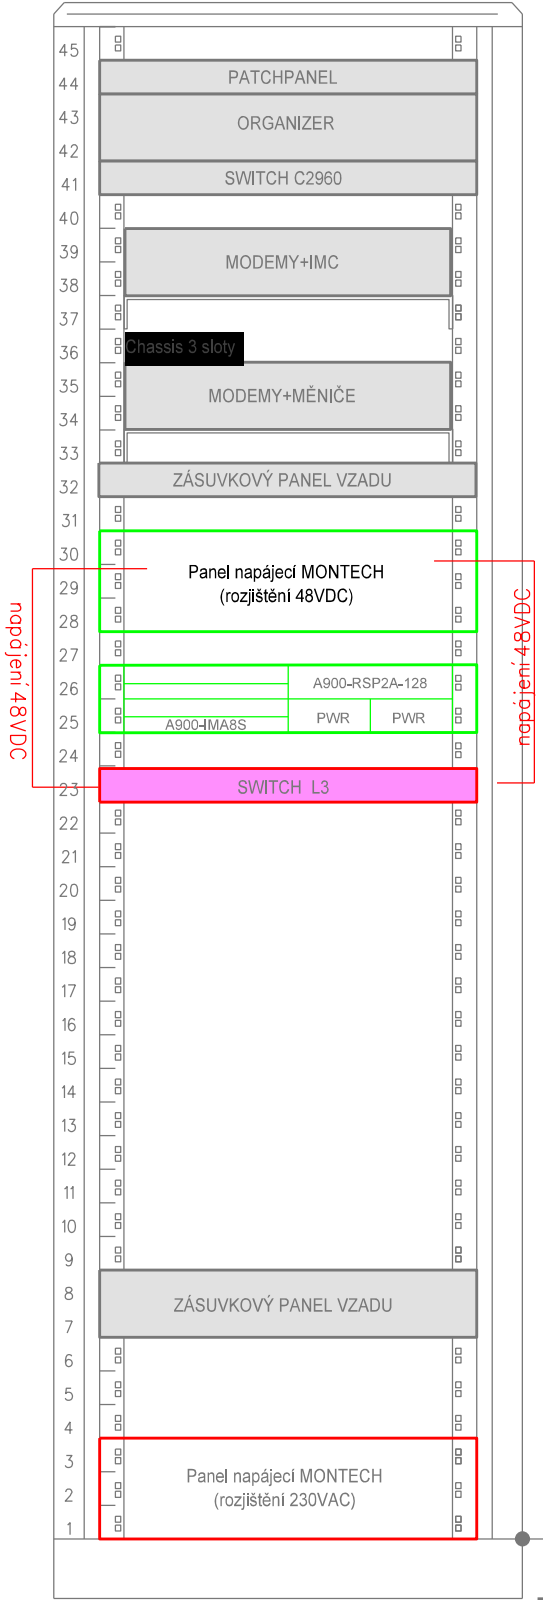 45
44
PATCHPANEL
43
ORGANIZER
42
41
SWITCH C2960
40
39
MODEMY+IMC
38
37
36
Chassis 3 sloty -
35
MODEMY+MĚNIČE
34
33
32
ZÁSUVKOVÝ PANEL VZADU
31
30
Panel napájecí MONTECH
29
(rozjištění 48VDC)
28
napájení 48VDC
napájení 48VDC
27
26
A900-RSP2A-128
25
A900-IMA8S
PWR
PWR
24
23
SWITCH L3
22
21
20
19
18
17
16
15
14
13
12
11
10
9
8
ZÁSUVKOVÝ PANEL VZADU
7
6
5
4
3
Panel napájecí MONTECH
2
(rozjištění 230VAC)
1